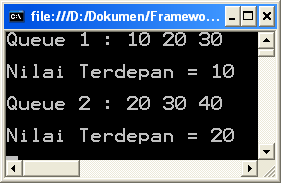 file:///D:/Dokumen/Framewo...
Queue 1 : 10 20 30
Nilai Terdepan = 10
Queue 2 : 20 30 40
Nilai Terdepan = 20